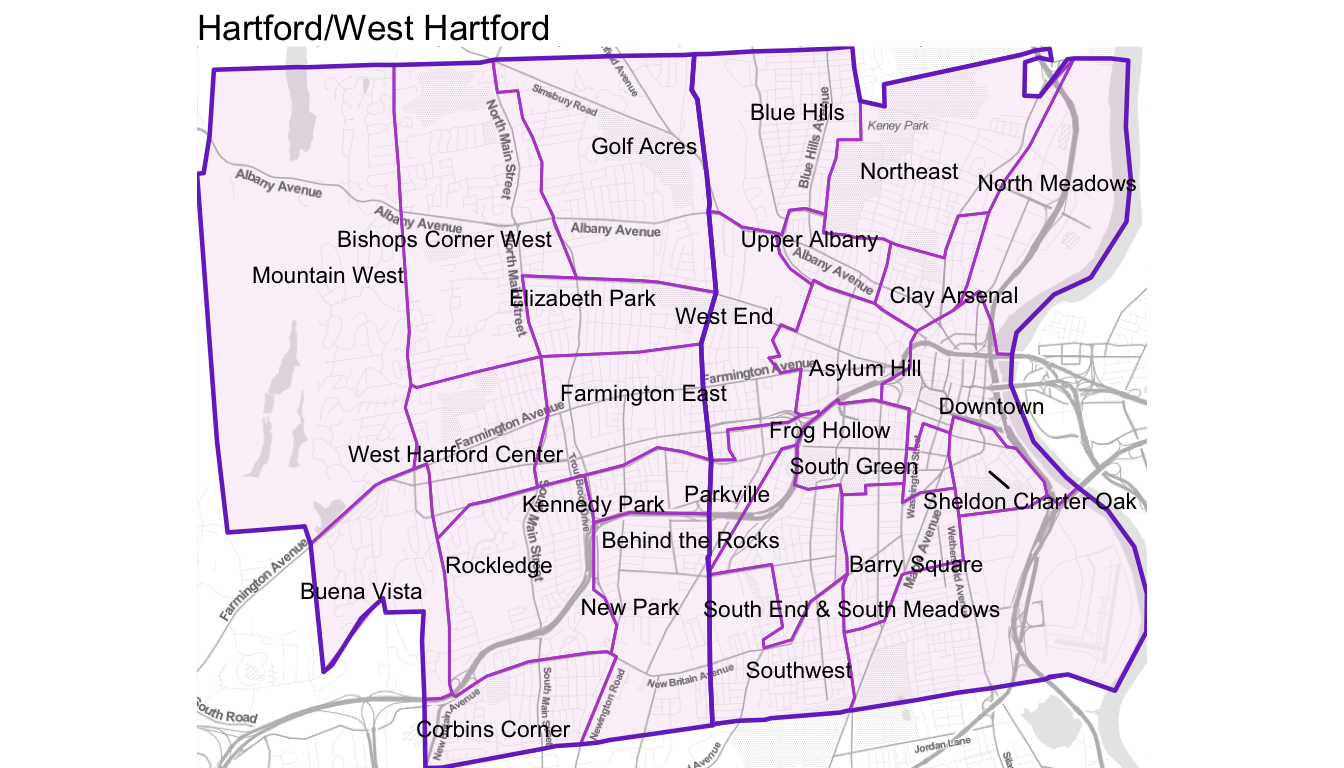 Hartford/West Hartford
Simsbury Road
North Main Street
Blue Hills
Blue Hills Avenue
Keney Park
Golf Acres
Northeast
North Meadows
Albany Avenue
Albany Avenue
Albany Avenue
Bishops Corner West
Upper Albany
Albany Avenue
North Main Street
Mountain West
Elizabeth Park
Clay Arsenal
West End
Asylum Hill
Farmington Avenue
Farmington East
Downtown
Farmington Avenue
Frog Hollow
West Hartford Center
South Green
Washington Street
Trout Brook Drive
Parkville
Kennedy Park
Sheldon Charter Oak
South Main Street
Behind the Rocks
Main Avenue
Rockledge
Barry Square
Farmington Avenue
Buena Vista
New Park
South End & South Meadows
Southwest
New Britain Avenue
South Main Street
Newington Road
New Britain Avenue
South Road
Corbins Corner
Jordan Lane